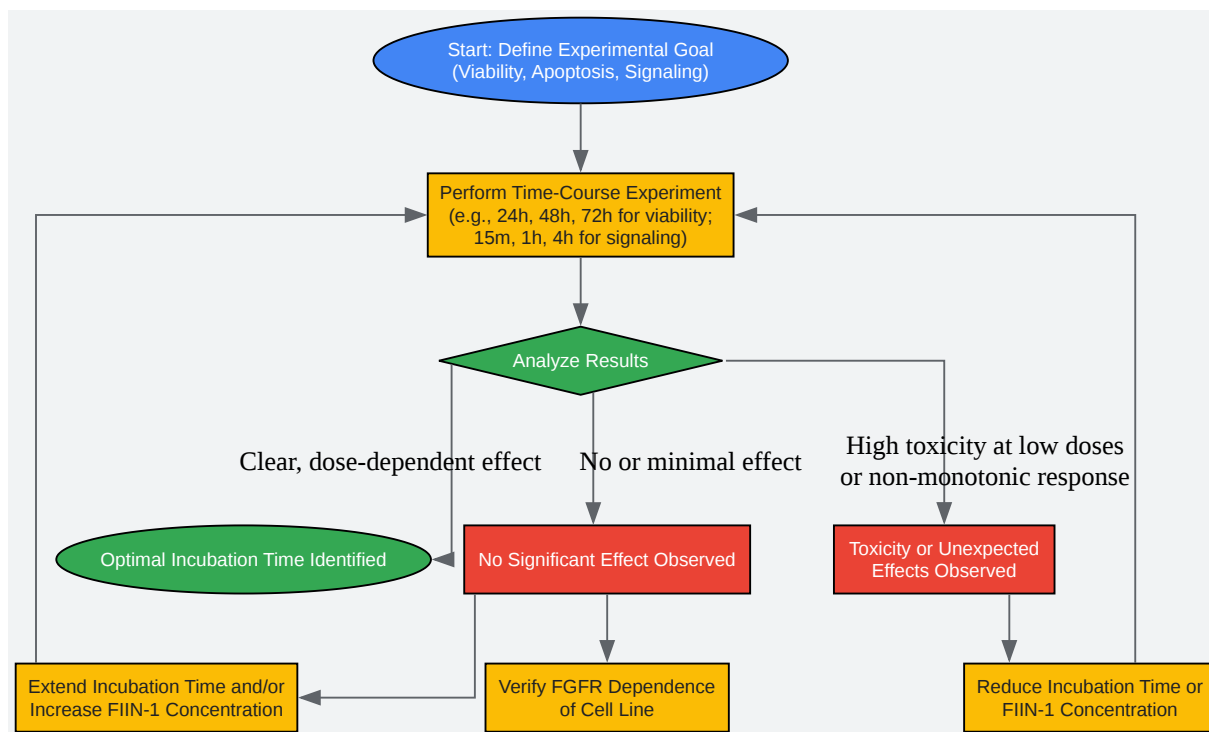 Start: Define Experimental Goal
(Viability, Apoptosis, Signaling)
Perform Time-Course Experiment
(e.g., 24h, 48h, 72h for viability;
15m, 1h, 4h for signaling)
Analyze Results
Clear, dose-dependent effect
No or minimal effect
High toxicity at low doses
or non-monotonic response
Optimal Incubation Time Identified
No Significant Effect Observed
Toxicity or Unexpected
Effects Observed
Extend Incubation Time and/or
Increase FIIN-1 Concentration
Verify FGFR Dependence
of Cell Line
Reduce Incubation Time or
FIIN-1 Concentration